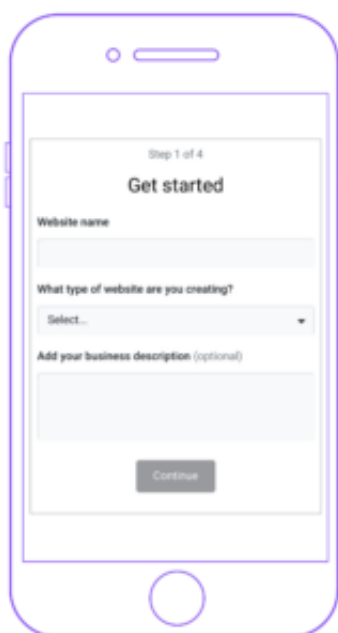 Step 1 of 4
Get started
Website name
What type of website are you creating?
Select...
Add your business description (optional)
Continue